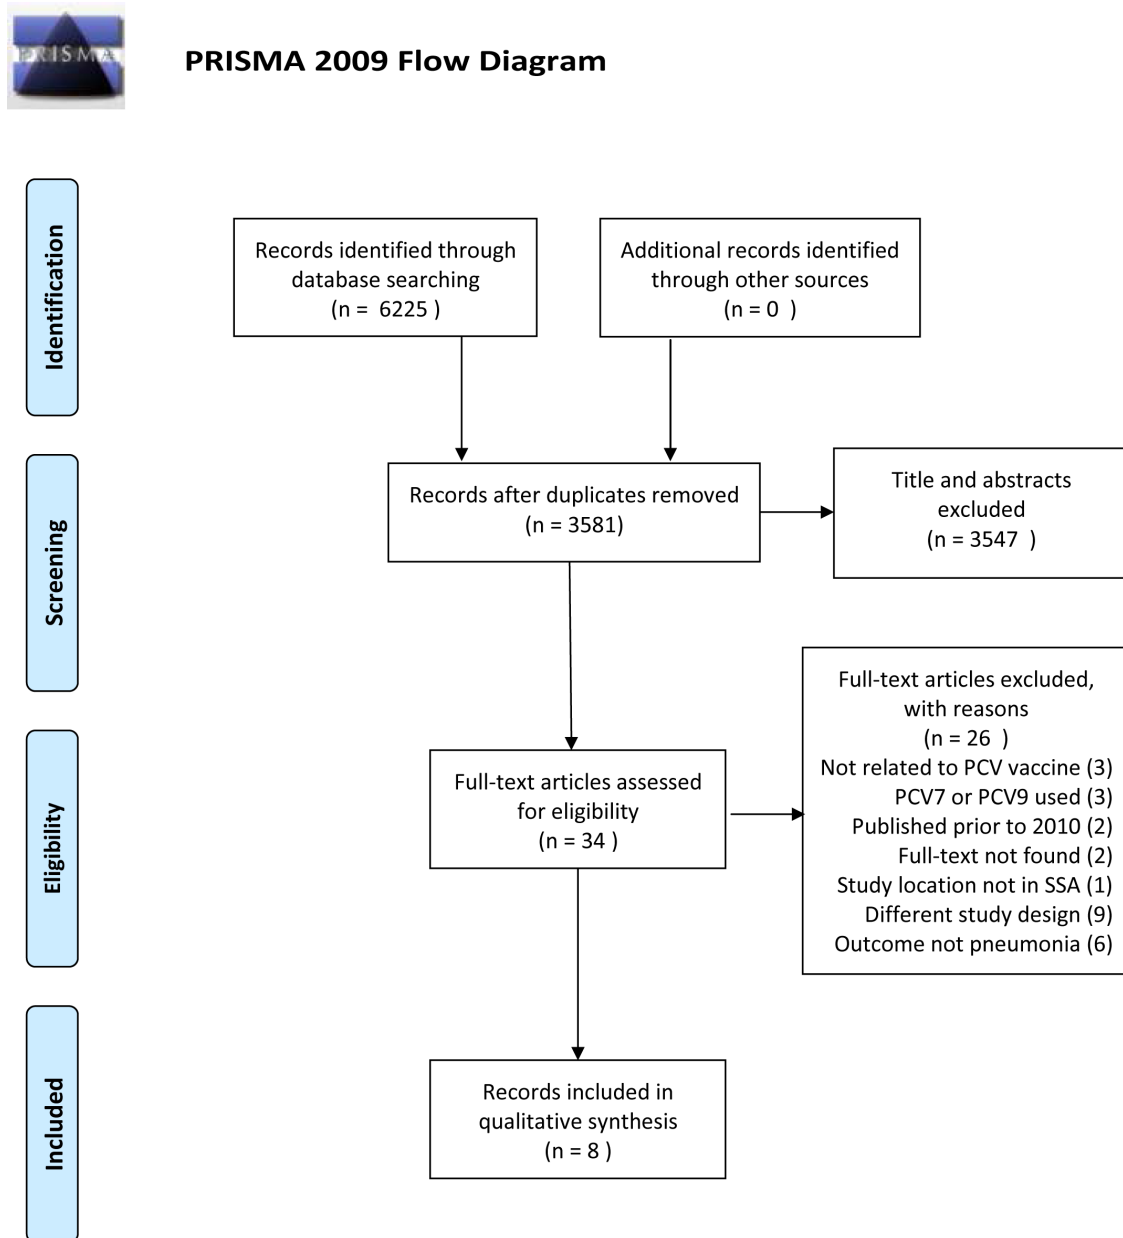 PRISMA
PRISMA 2009 Flow Diagram
Identification
Records identified through
database searching
(n =  6225 )
Additional records identified
through other sources
(n = 0  )
Screening
Records after duplicates removed
(n = 3581)
Title and abstracts
excluded
(n = 3547  )
Eligibility
Full-text articles assessed
for eligibility
(n = 34 )
Full-text articles excluded,
with reasons
(n = 26  )
Not related to PCV vaccine (3)
PCV7 or PCV9 used (3)
Published prior to 2010 (2)
Full-text not found (2)
Study location not in SSA (1)
Different study design (9)
Outcome not pneumonia (6)
Included
Records included in
qualitative synthesis
(n = 8 )